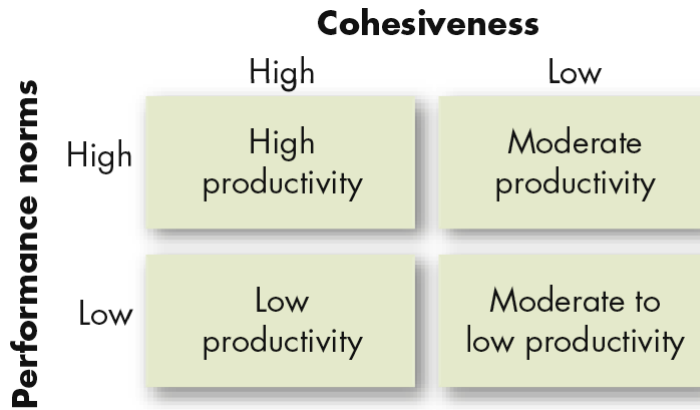 Cohesiveness
High Low
Performance norms
High
High
productivity
Moderate
productivity
Low
Low
productivity
Moderate to
low productivity